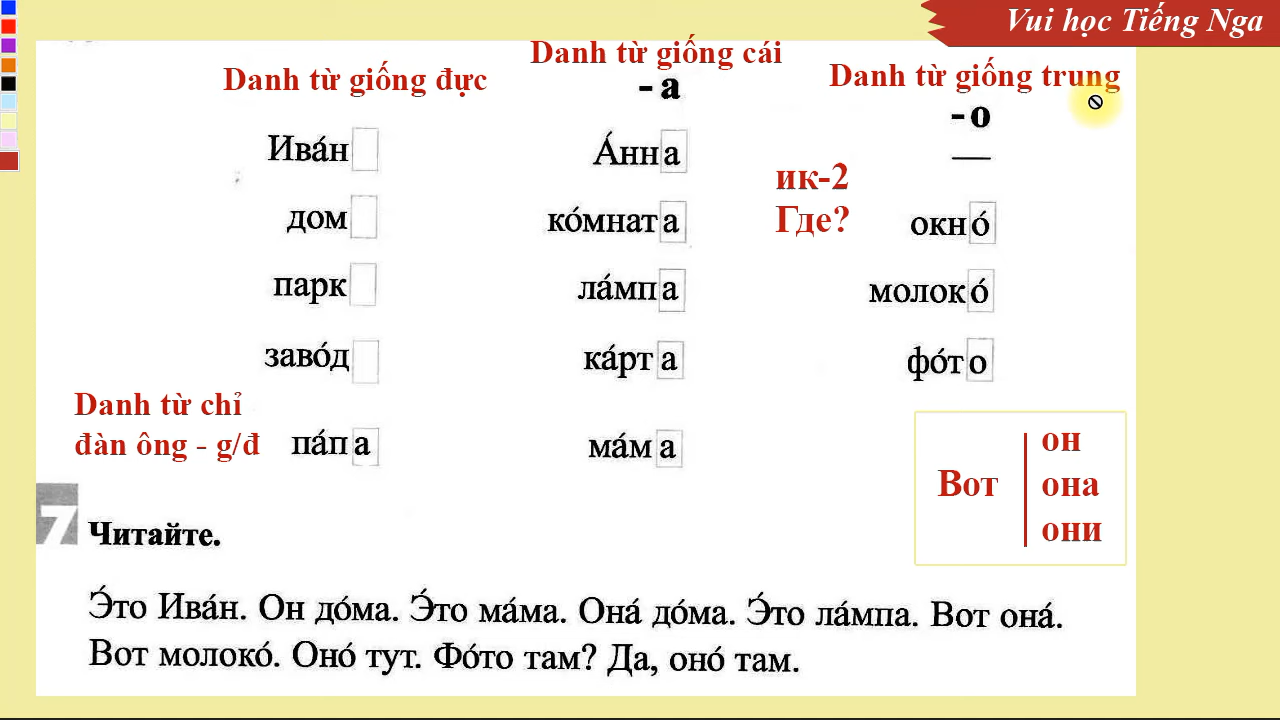 Vui học Tiếng Nga
Danh từ giống đực
Danh từ giống cái
Danh từ giống trung
- а
- о
Ива́н
А́нна
ик-2
Где?
дом
ко́мната
окно́
парк
ла́мпа
молоко́
заво́д
ка́рта
фо́то
Danh từ chỉ
đàn ông - g/đ
па́па
ма́ма
Вот
он
она
они
7
Читайте.
Э́то Ива́н. Он до́ма. Э́то ма́ма. Она́ до́ма. Э́то ла́мпа. Вот она́.
Вот молоко́. Оно́ тут. Фо́то там? Да, оно́ там.